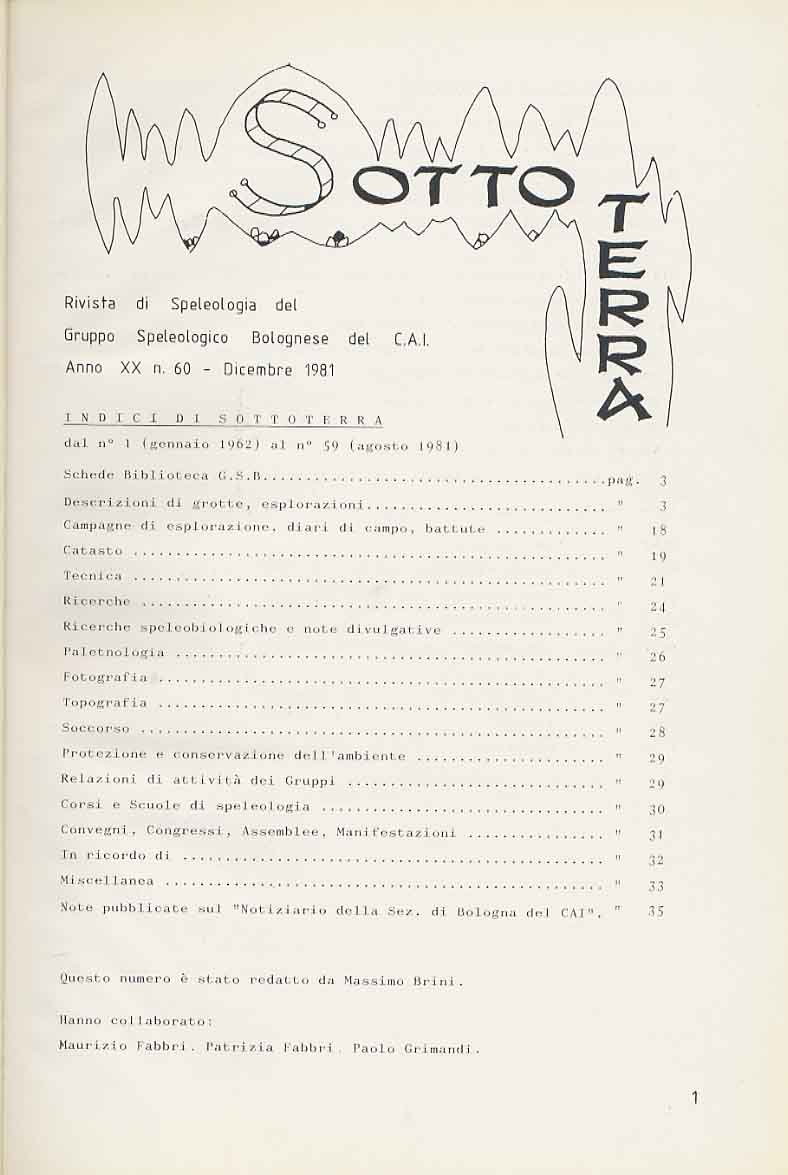 SOTTO
TERRA
Rivista di Speleologia del
Gruppo Speleologico Bolognese del C.A.I.
Anno XX n. 60 - Dicembre 1981
INDICI DI SOTTOTERRA
dal n° 1 (gennaio 1962) al n° 59 (agosto 1981)
Schede Biblioteca G.S.B......................................pag. 3
Descrizioni di grotte, esplorazioni............................ " 3
Campagne di esplorazione, diari di campo, battute ............. " 18
Catasto ....................................................... " 19
Tecnica ....................................................... " 21
Ricerche ...................................................... " 24
Ricerche speleobiologiche e note divulgative .................. " 25
Paletnologia .................................................. " 26
Fotografia .................................................... " 27
Topografia .................................................... " 27
Soccorso ...................................................... " 28
Protezione e conservazione dell'ambiente ...................... " 29
Relazioni di attività dei Gruppi .............................. " 29
Corsi e Scuole di speleologia ................................. " 30
Convegni, Congressi, Assemblee, Manifestazioni ................ " 31
In ricordo di ................................................. " 32
Miscellanea ................................................... " 33
Note pubblicate sul "Notiziario della Sez. di Bologna del CAI". " 35
Questo numero è stato redatto da Massimo Brini.
Hanno collaborato:
Maurizio Fabbri. Patrizia Fabbri. Paolo Grimandi.
1